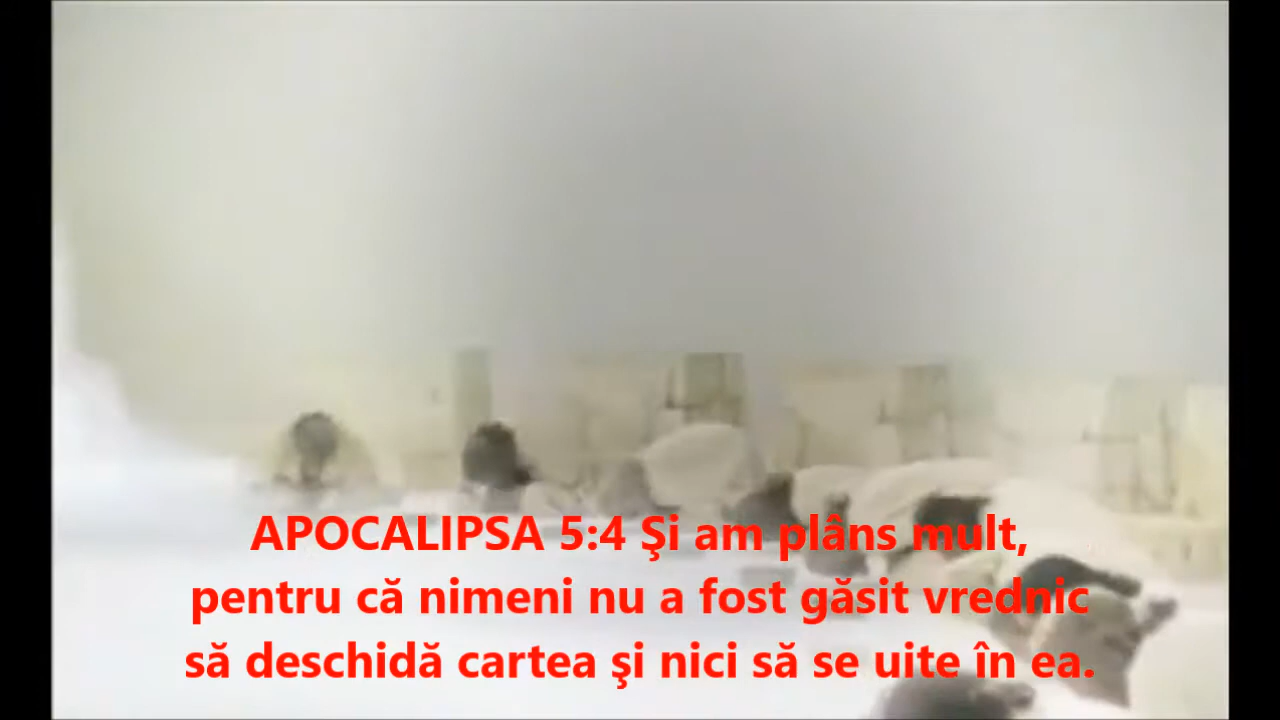 APOCALIPSA 5:4 Şi am plâns mult,
pentru că nimeni nu a fost găsit vrednic
să deschidă cartea şi nici să se uite în ea.